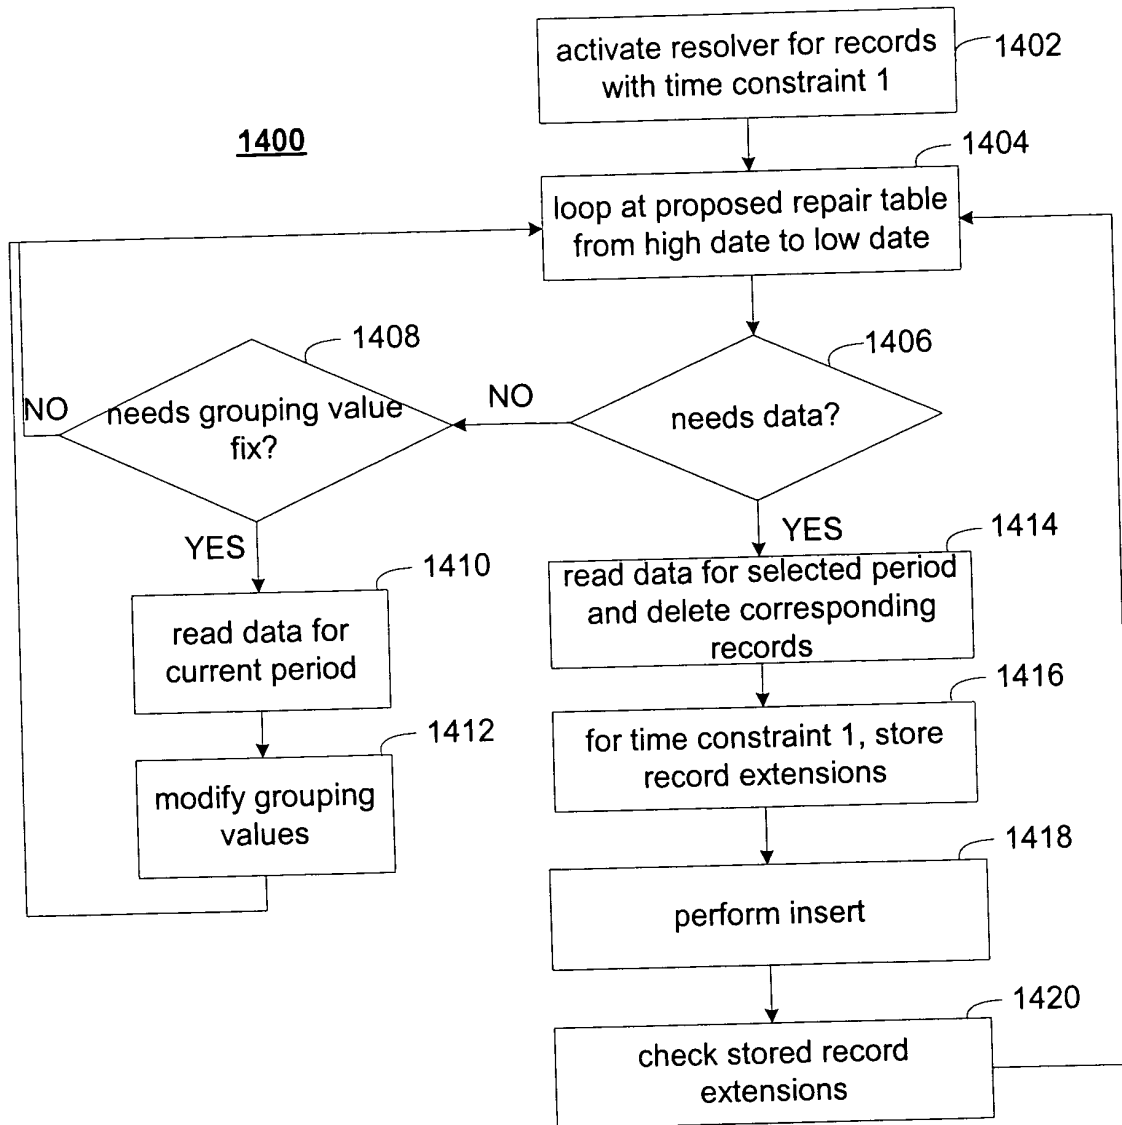 activate resolver for records
with time constraint 1
1402
1400
1404
loop at proposed repair table
from high date to low date
1408
1406
NO
needs grouping value
fix?
NO
needs data?
YES
YES
1414
1410
read data for selected period
and delete corresponding
records
read data for
current period
1416
1412
for time constraint 1, store
record extensions
modify grouping
values
1418
perform insert
1420
check stored record
extensions